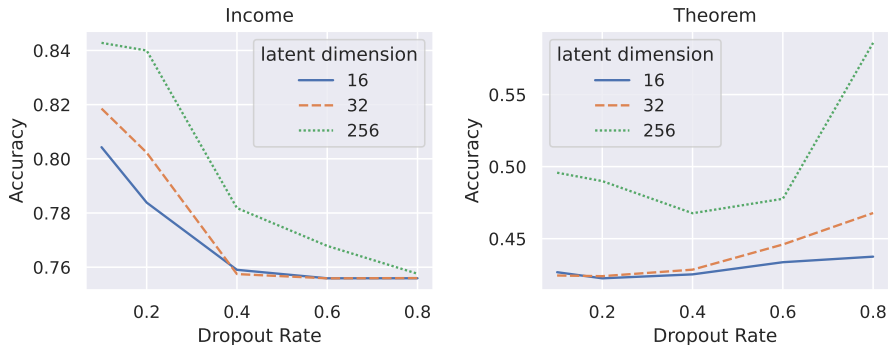 Income
Accuracy
0.84
0.82
0.80
0.78
0.76
latent dimension
16
32
256
0.2
0.4
0.6
0.8
Dropout Rate
Theorem
Accuracy
0.55
0.50
0.45
latent dimension
16
32
256
0.2
0.4
0.6
0.8
Dropout Rate